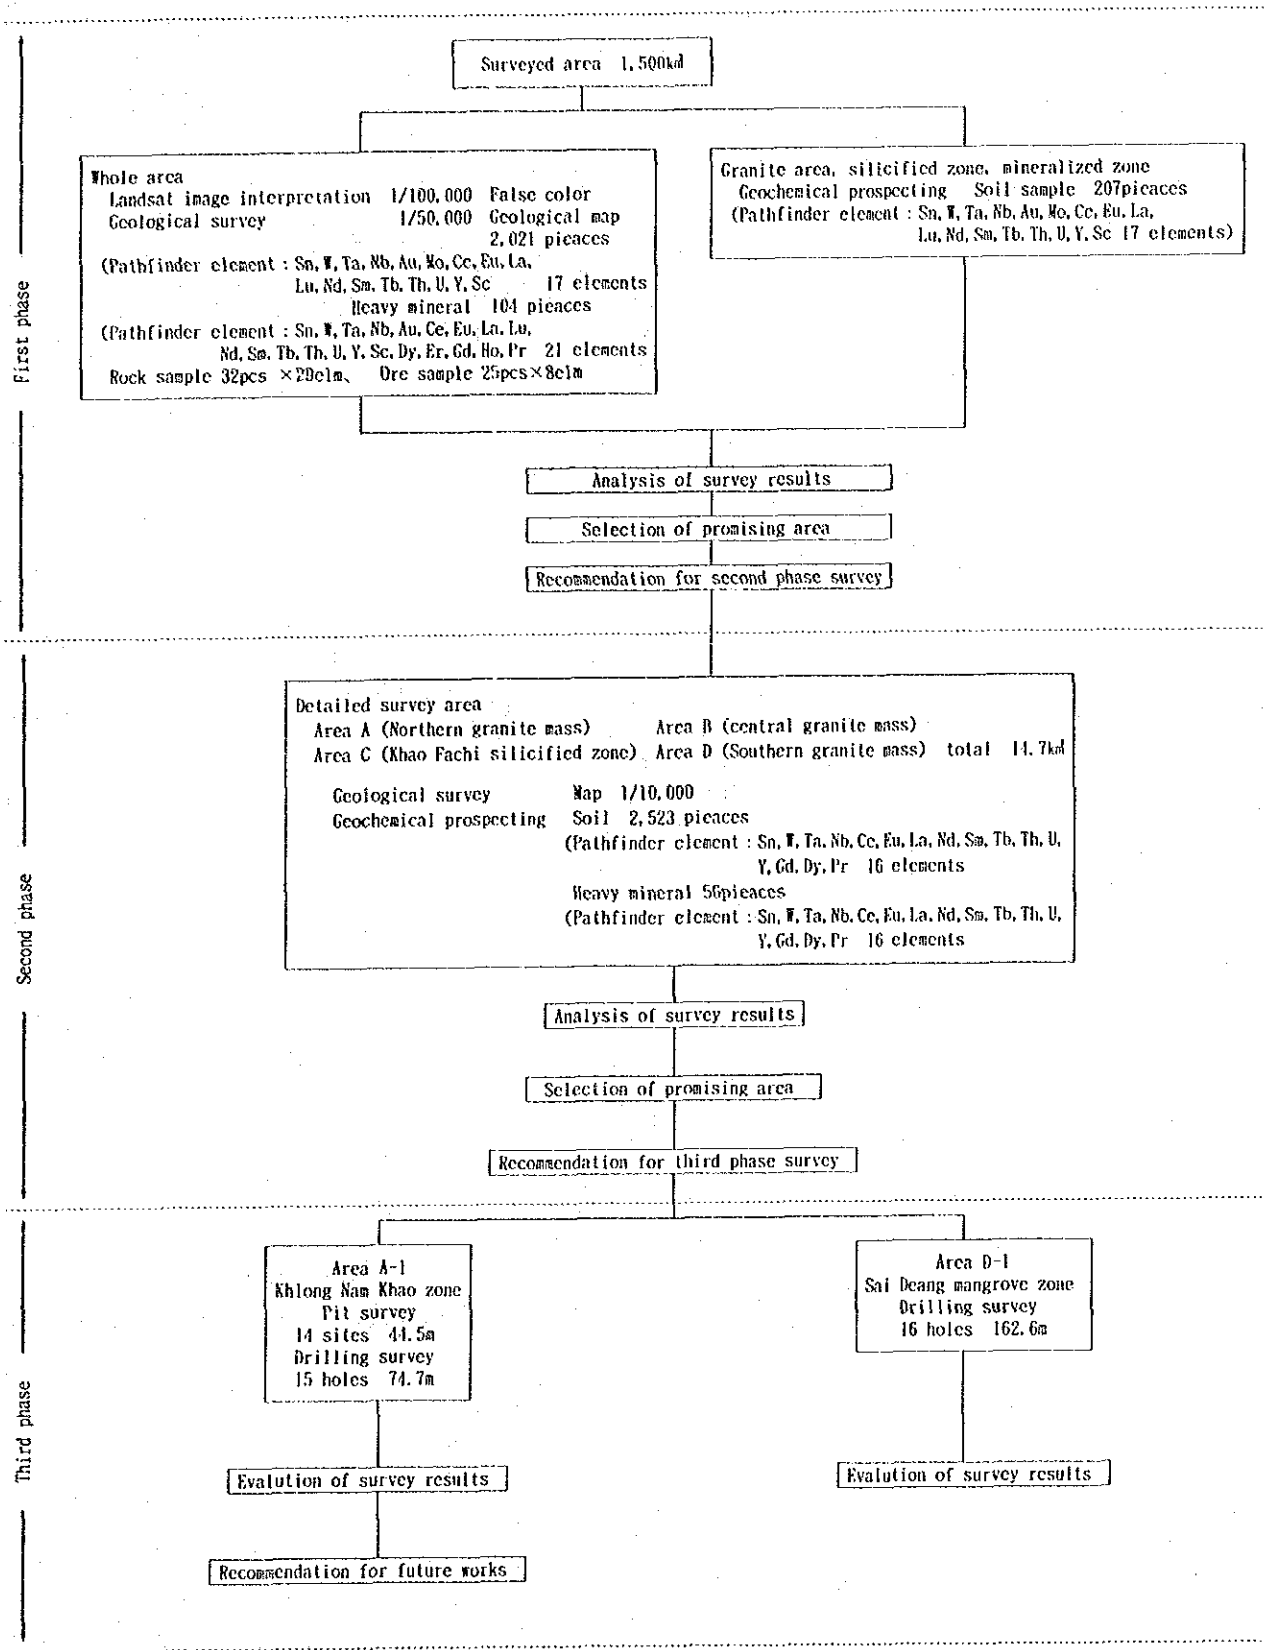 First phase
Surveyed area 1,500km²
Whole area
Landsat image interpretation 1/100,000 False color
Geological survey 1/50,000 Geological map
2,021 pieaces
(Pathfinder element : Sn, W, Ta, Nb, Au, Mo, Ce, Eu, La,
Lu, Nd, Sm, Tb, Th, U, Y, Sc 17 elements
Heavy mineral 104 pieaces
(Pathfinder element : Sn, W, Ta, Nb, Au, Ce, Eu, La, Lu,
Nd, Sm, Tb, Th, U, Y, Sc, Dy, Er, Gd, Ho, Pr 21 elements
Rock sample 32pcs ×29elm、 Ore sample 25pcs×8elm
Granite area, silicified zone, mineralized zone
Geochemical prospecting Soil sample 207pieaces
(Pathfinder element : Sn, W, Ta, Nb, Au, Mo, Ce, Eu, La,
Lu, Nd, Sm, Tb, Th, U, Y, Sc 17 elements)
Analysis of survey results
Selection of promising area
Recommendation for second phase survey
Second phase
Detailed survey area
Area A (Northern granite mass) Area B (central granite mass)
Area C (Khao Fachi silicified zone) Area D (Southern granite mass) total 14.7km²
Geological survey Map 1/10,000
Geochemical prospecting Soil 2,523 pieaces
(Pathfinder element : Sn, W, Ta, Nb, Ce, Eu, La, Nd, Sm, Tb, Th, U,
Y, Gd, Dy, Pr 16 elements
Heavy mineral 56pieaces
(Pathfinder element : Sn, W, Ta, Nb, Ce, Eu, La, Nd, Sm, Tb, Th, U,
Y, Gd, Dy, Pr 16 elements
Analysis of survey results
Selection of promising area
Recommendation for third phase survey
Third phase
Area A-1
Khlong Nam Khao zone
Pit survey
14 sites 44.5m
Drilling survey
15 holes 74.7m
Evalution of survey results
Recommendation for future works
Area D-1
Sai Deang mangrove zone
Drilling survey
16 holes 162.6m
Evalution of survey results